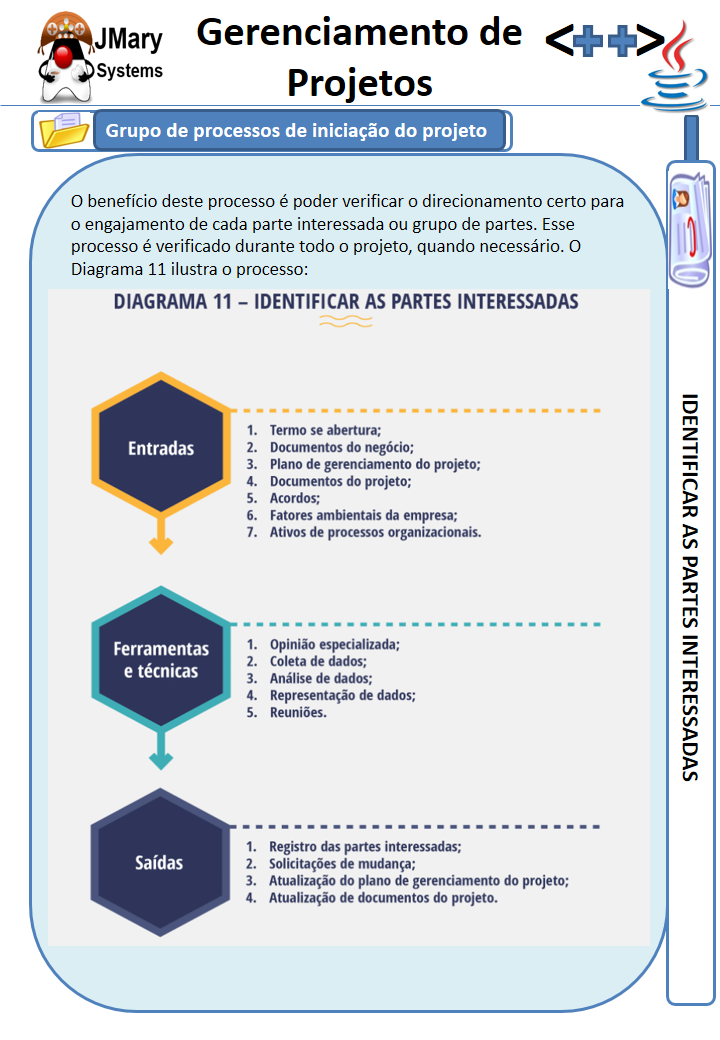 JMary
Systems
Gerenciamento de
Projetos
<++>
Grupo de processos de iniciação do projeto
O benefício deste processo é poder verificar o direcionamento certo para
o engajamento de cada parte interessada ou grupo de partes. Esse
processo é verificado durante todo o projeto, quando necessário. O
Diagrama 11 ilustra o processo:
DIAGRAMA 11 – IDENTIFICAR AS PARTES INTERESSADAS
Entradas
1. Termo se abertura;
2. Documentos do negócio;
3. Plano de gerenciamento do projeto;
4. Documentos do projeto;
5. Acordos;
6. Fatores ambientais da empresa;
7. Ativos de processos organizacionais.
Ferramentas
e técnicas
1. Opinião especializada;
2. Coleta de dados;
3. Análise de dados;
4. Representação de dados;
5. Reuniões.
Saídas
1. Registro das partes interessadas;
2. Solicitações de mudança;
3. Atualização do plano de gerenciamento do projeto;
4. Atualização de documentos do projeto.
IDENTIFICAR AS PARTES INTERESSADAS